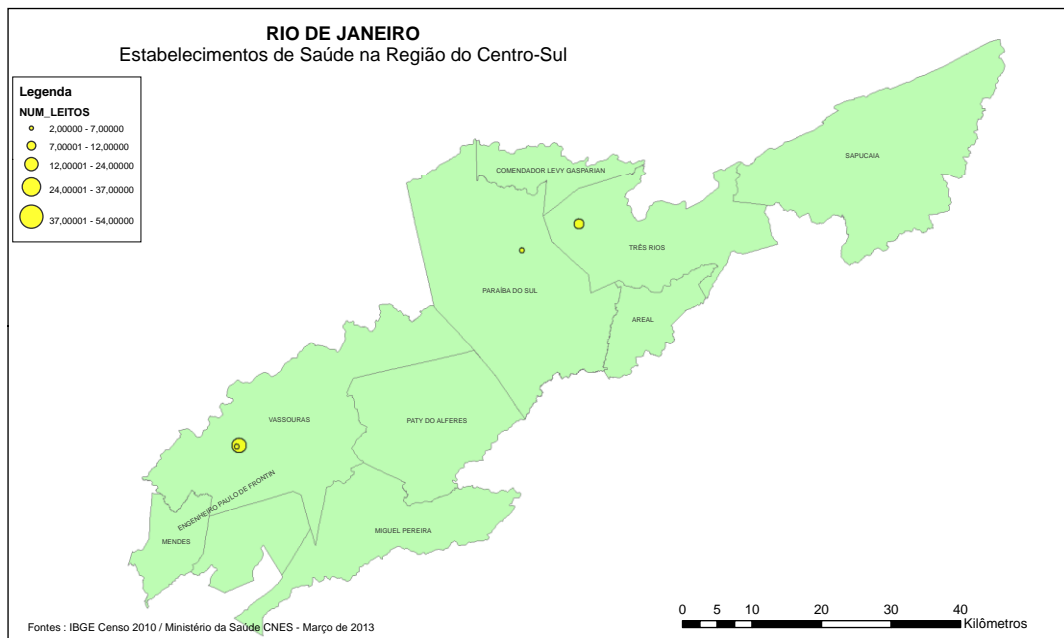 RIO DE JANEIRO
Estabelecimentos de Saúde na Região do Centro-Sul
Legenda
NUM_LEITOS
2,00000 - 7,00000
7,00001 - 12,00000
12,00001 - 24,00000
24,00001 - 37,00000
37,00001 - 54,00000
SAPUCAIA
COMENDADOR LEVY GASPARIAN
TRÊS RIOS
PARAÍBA DO SUL
AREAL
VASSOURAS
PATY DO ALFERES
ENGENHEIRO PAULO DE FRONTIN
MIGUEL PEREIRA
MENDES
0 5 10 20 30 40
Kilômetros
Fontes : IBGE Censo 2010 / Ministério da Saúde CNES - Março de 2013